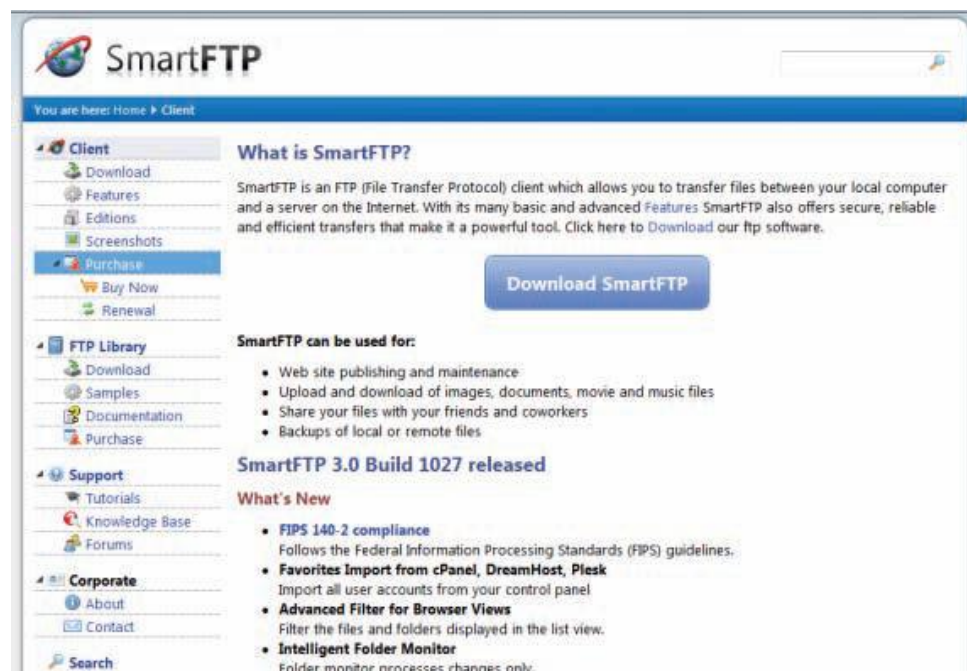 SmartFTP
You are here: Home Client
Client
Download
Features
Editions
Screenshots
Purchase
Buy Now
Renewal
FTP Library
Download
Samples
Documentation
Purchase
Support
Tutorials
Knowledge Base
Forums
Corporate
About
Contact
Search
What is SmartFTP?
SmartFTP is an FTP (File Transfer Protocol) client which allows you to transfer files between your local computer
and a server on the Internet. With its many basic and advanced Features SmartFTP also offers secure, reliable
and efficient transfers that make it a powerful tool. Click here to Download our ftp software.
Download SmartFTP
SmartFTP can be used for:
• Web site publishing and maintenance
• Upload and download of images, documents, movie and music files
• Share your files with your friends and coworkers
• Backups of local or remote files
SmartFTP 3.0 Build 1027 released
What's New
• FIPS 140-2 compliance
Follows the Federal Information Processing Standards (FIPS) guidelines.
• Favorites Import from cPanel, DreamHost, Plesk
Import all user accounts from your control panel
• Advanced Filter for Browser Views
Filter the files and folders displayed in the list view.
• Intelligent Folder Monitor
Folder monitor processes changes only.